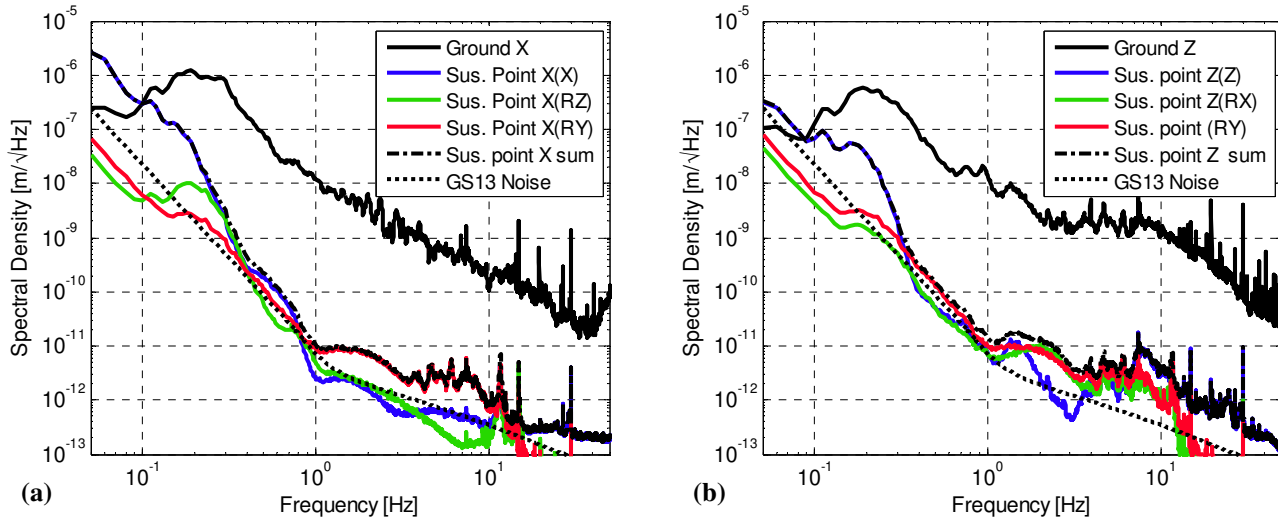 10^-5
10^-6
10^-7
10^-8
10^-9
10^-10
10^-11
10^-12
10^-13
Spectral Density [m/√Hz]
Ground X
Sus. Point X(X)
Sus. Point X(RZ)
Sus. Point X(RY)
Sus. point X sum
GS13 Noise
10^-1
10^0
10^1
Frequency [Hz]
(a)
10^-5
10^-6
10^-7
10^-8
10^-9
10^-10
10^-11
10^-12
10^-13
Spectral Density [m/√Hz]
Ground Z
Sus. point Z(Z)
Sus. point Z(RX)
Sus. point (RY)
Sus. point Z sum
GS13 Noise
10^-1
10^0
10^1
Frequency [Hz]
(b)